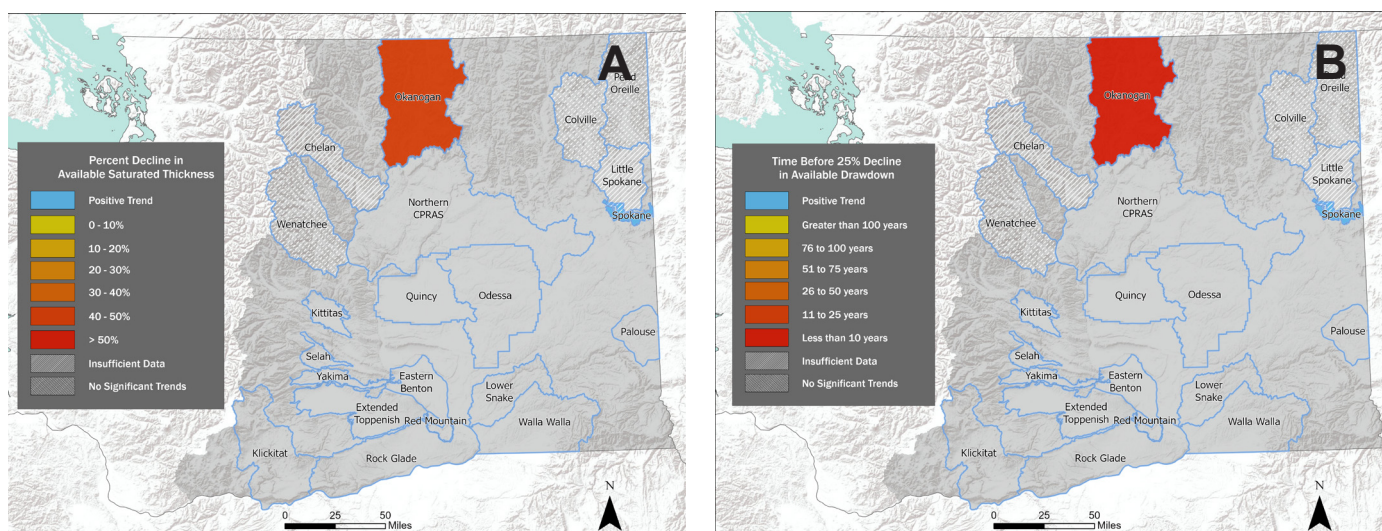 A
Okanogan
Pend
Oreille
Colville
Chelan
Little
Spokane
Spokane
Northern
CPRAS
Wenatchee
Quincy
Odessa
Kittitas
Palouse
Selah
Yakima
Eastern
Benton
Lower
Snake
Extended
Toppenish
Red Mountain
Walla Walla
Klickitat
Rock Glade
Percent Decline in
Available Saturated Thickness
Positive Trend
0 - 10%
10 - 20%
20 - 30%
30 - 40%
40 - 50%
> 50%
Insufficient Data
No Significant Trends
0 25 50
Miles
N
B
Okanogan
Pend
Oreille
Colville
Chelan
Little
Spokane
Spokane
Northern
CPRAS
Wenatchee
Quincy
Odessa
Kittitas
Palouse
Selah
Yakima
Eastern
Benton
Lower
Snake
Extended
Toppenish
Red Mountain
Walla Walla
Klickitat
Rock Glade
Time Before 25% Decline
in Available Drawdown
Positive Trend
Greater than 100 years
76 to 100 years
51 to 75 years
26 to 50 years
11 to 25 years
Less than 10 years
Insufficient Data
No Significant Trends
0 25 50
Miles
N